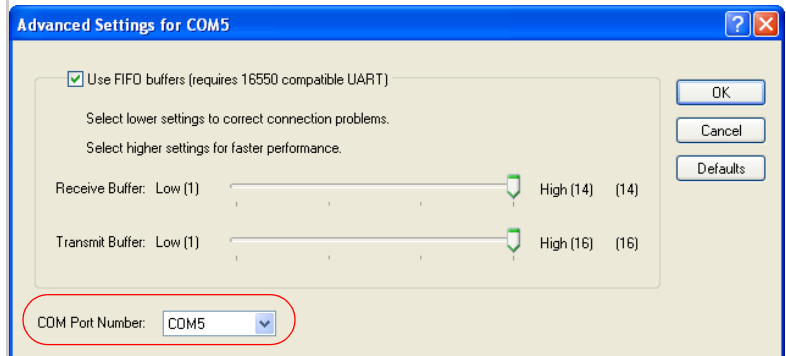 Advanced Settings for COM5
Use FIFO buffers (requires 16550 compatible UART)
OK
Select lower settings to correct connection problems.
Cancel
Select higher settings for faster performance.
Defaults
Receive Buffer: Low (1) High (14) (14)
Transmit Buffer: Low (1) High (16) (16)
COM Port Number: COM5